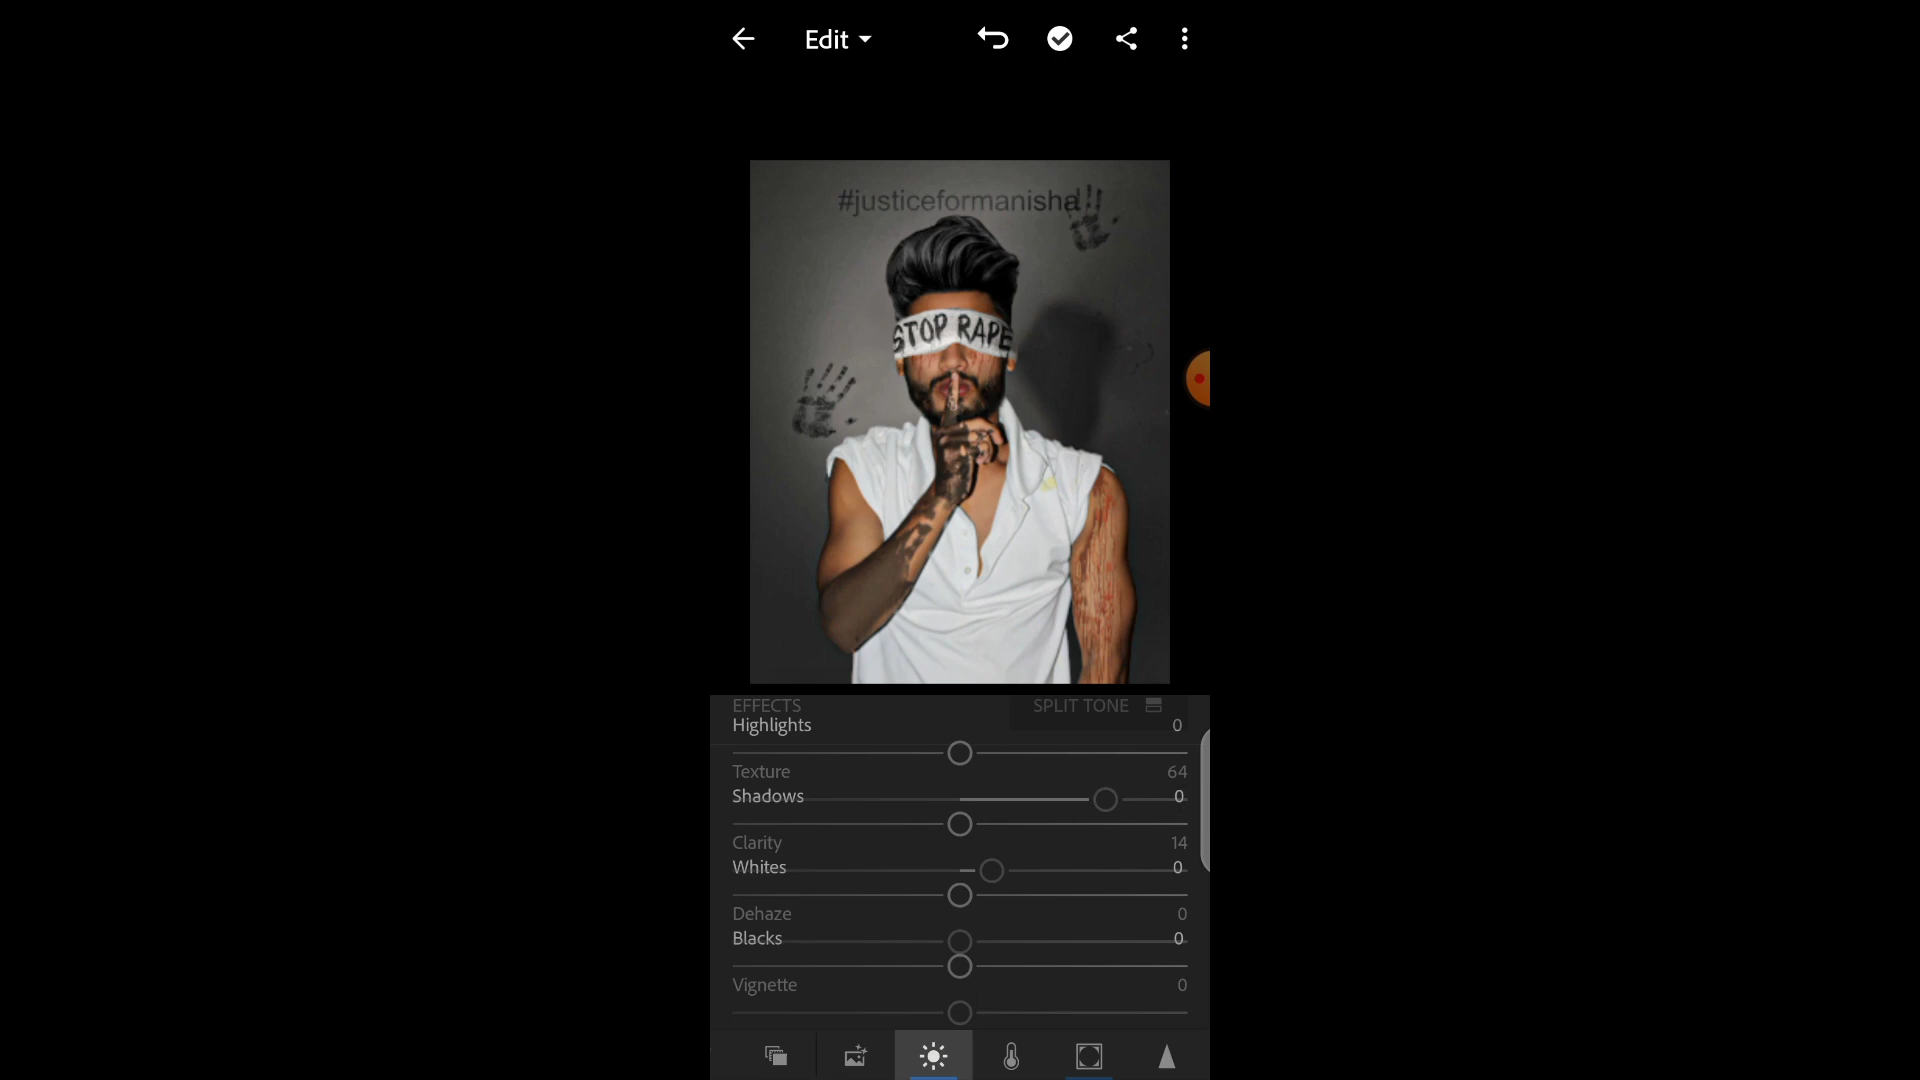 Edit
#justiceformanisha
STOP RAPE
EFFECTS
SPLIT TONE
Highlights 0
Texture 64
Shadows 0
Clarity 14
Whites 0
Dehaze 0
Blacks 0
Vignette 0